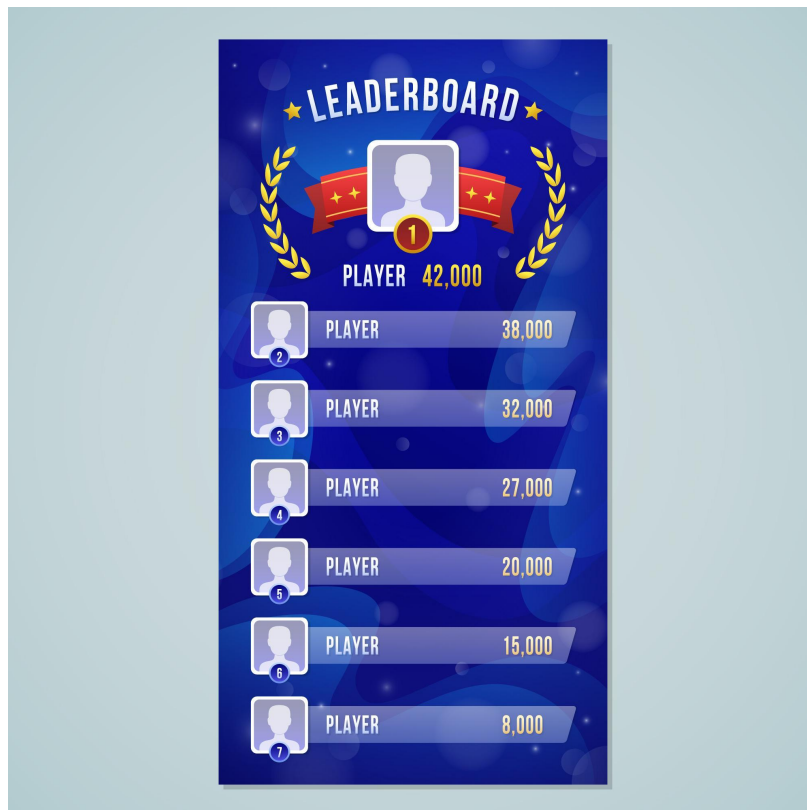 LEADERBOARD
1
PLAYER 42,000
PLAYER 38,000
2
PLAYER 32,000
3
PLAYER 27,000
4
PLAYER 20,000
5
PLAYER 15,000
6
PLAYER 8,000
7